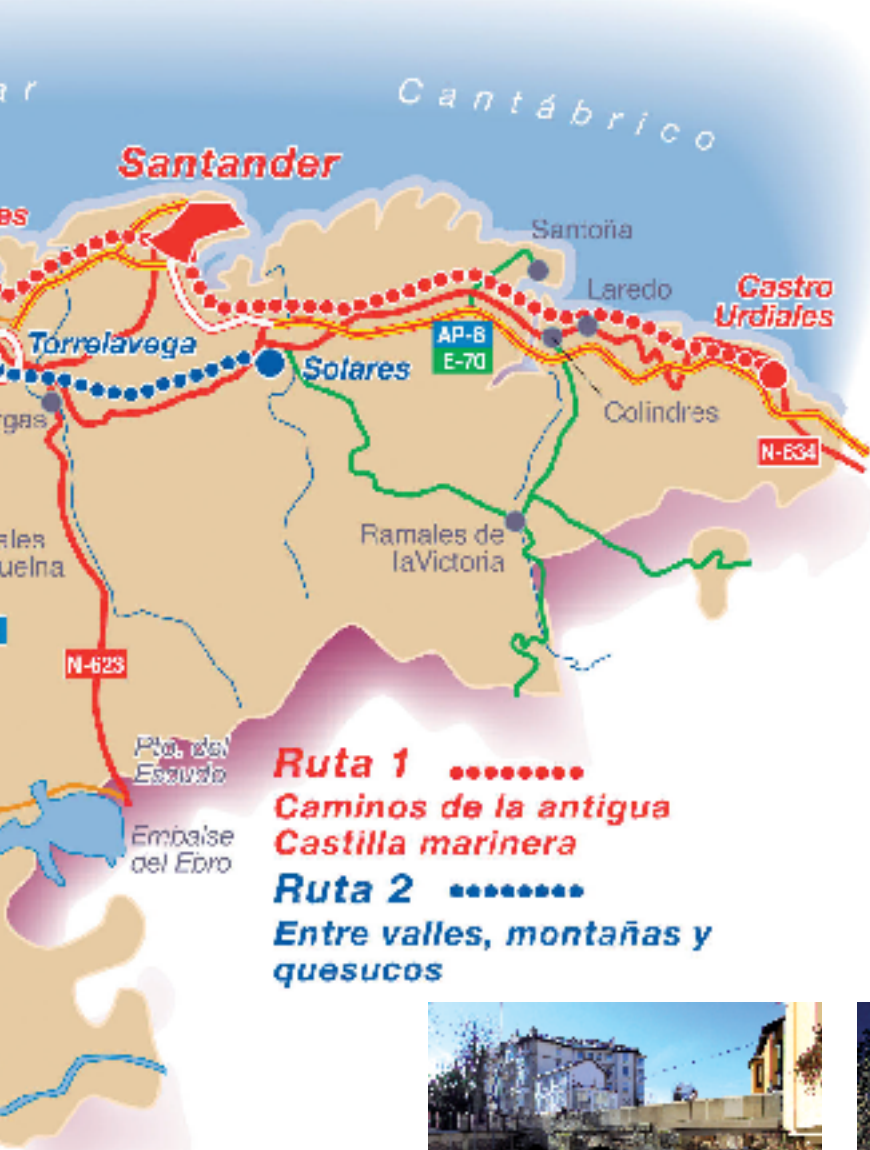 Cantábrico
Santander
Santoña
Laredo
Castro
Urdiales
Torrelavega
AP-8
E-70
Solares
Colindres
N-634
Ramales de
laVictoria
N-623
Pto. del
Escudo
Embalse
del Ebro
Ruta 1
Caminos de la antigua
Castilla marinera
Ruta 2
Entre valles, montañas y
quesucos